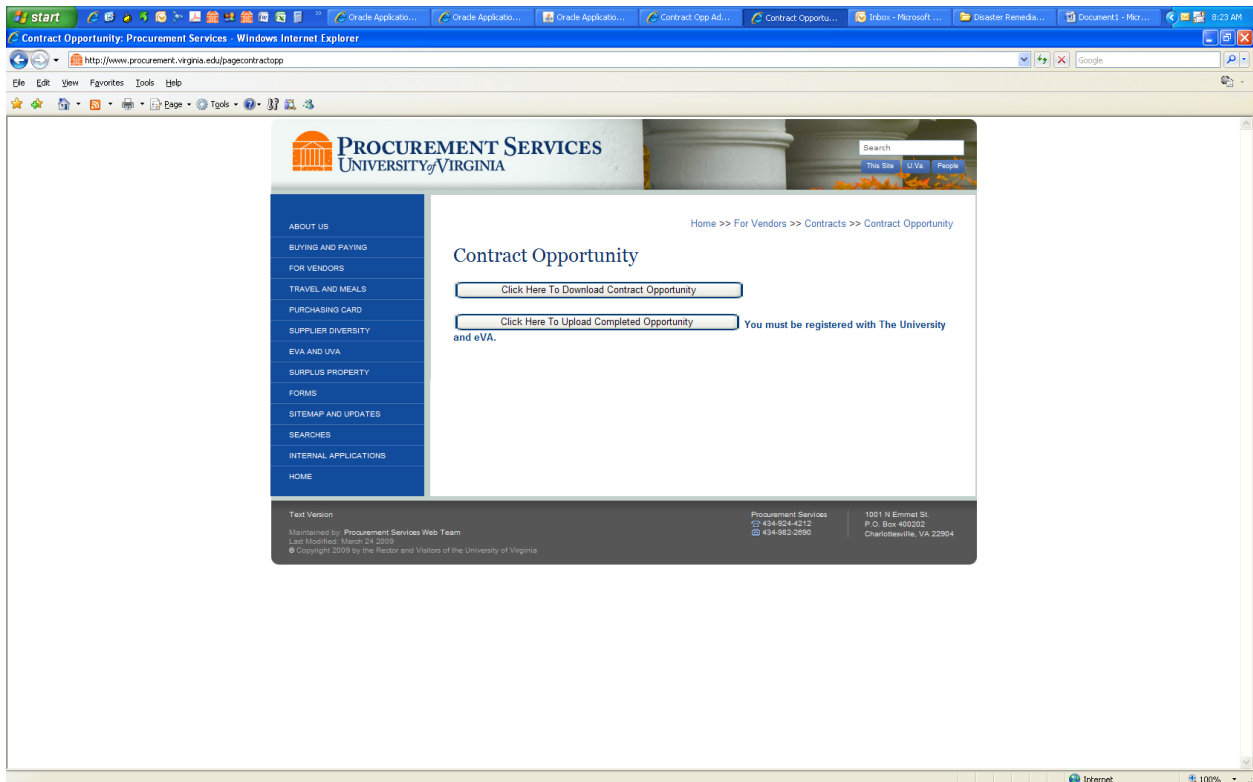 start
Oracle Applicatio...
Oracle Applicatio...
Oracle Applicatio...
Contract Opp Ad...
Contract Opportu...
Inbox - Microsoft ...
Disaster Remedia...
Document1 - Micr...
8:23 AM
Contract Opportunity: Procurement Services - Windows Internet Explorer
http://www.procurement.virginia.edu/pagecontractopp
Google
File Edit View Favorites Tools Help
Page Tools
PROCUREMENT SERVICES
UNIVERSITY of VIRGINIA
Search
This Site U.Va. People
Home >> For Vendors >> Contracts >> Contract Opportunity
ABOUT US
BUYING AND PAYING
FOR VENDORS
TRAVEL AND MEALS
PURCHASING CARD
SUPPLIER DIVERSITY
EVA AND UVA
SURPLUS PROPERTY
FORMS
SITEMAP AND UPDATES
SEARCHES
INTERNAL APPLICATIONS
HOME
Contract Opportunity
Click Here To Download Contract Opportunity
Click Here To Upload Completed Opportunity You must be registered with The University
and eVA.
Text Version
Maintained by: Procurement Services Web Team
Last Modified: March 24 2009
© Copyright 2009 by the Rector and Visitors of the University of Virginia
Procurement Services
434-924-4212
434-982-2690
1001 N Emmet St.
P.O. Box 400202
Charlottesville, VA 22904
Internet
100%